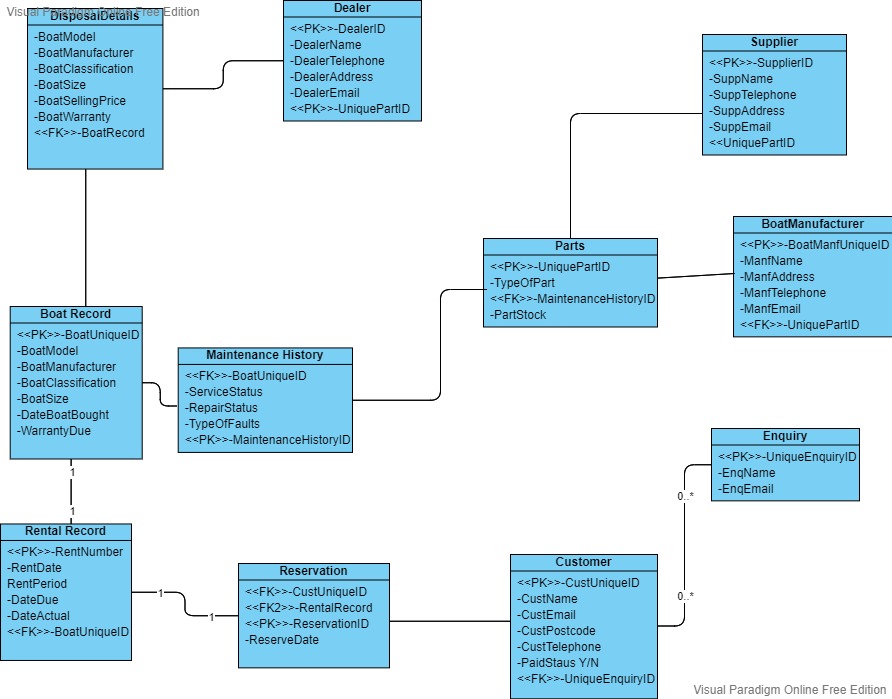 Visual Paradigm Online Free Edition
DisposalDetails
-BoatModel
-BoatManufacturer
-BoatClassification
-BoatSize
-BoatSellingPrice
-BoatWarranty
<<FK>>-BoatRecord
Dealer
<<PK>>-DealerID
-DealerName
-DealerTelephone
-DealerAddress
-DealerEmail
<<PK>>-UniquePartID
Supplier
<<PK>>-SupplierID
-SuppName
-SuppTelephone
-SuppAddress
-SuppEmail
<<UniquePartID
Parts
<<PK>>-UniquePartID
-TypeOfPart
<<FK>>-MaintenanceHistoryID
-PartStock
BoatManufacturer
<<PK>>-BoatManfUniqueID
-ManfName
-ManfAddress
-ManfTelephone
-ManfEmail
<<FK>>-UniquePartID
Boat Record
<<PK>>-BoatUniqueID
-BoatModel
-BoatManufacturer
-BoatClassification
-BoatSize
-DateBoatBought
-WarrantyDue
Maintenance History
<<FK>>-BoatUniqueID
-ServiceStatus
-RepairStatus
-TypeOfFaults
<<PK>>-MaintenanceHistoryID
1
1
Rental Record
<<PK>>-RentNumber
-RentDate
RentPeriod
-DateDue
-DateActual
<<FK>>-BoatUniqueID
1
1
Reservation
<<FK>>-CustUniqueID
<<FK2>>-RentalRecord
<<PK>>-ReservationID
-ReserveDate
Customer
<<PK>>-CustUniqueID
-CustName
-CustEmail
-CustPostcode
-CustTelephone
-PaidStaus Y/N
<<FK>>-UniqueEnquiryID
Enquiry
<<PK>>-UniqueEnquiryID
-EnqName
-EnqEmail
0..*
0..*
Visual Paradigm Online Free Edition